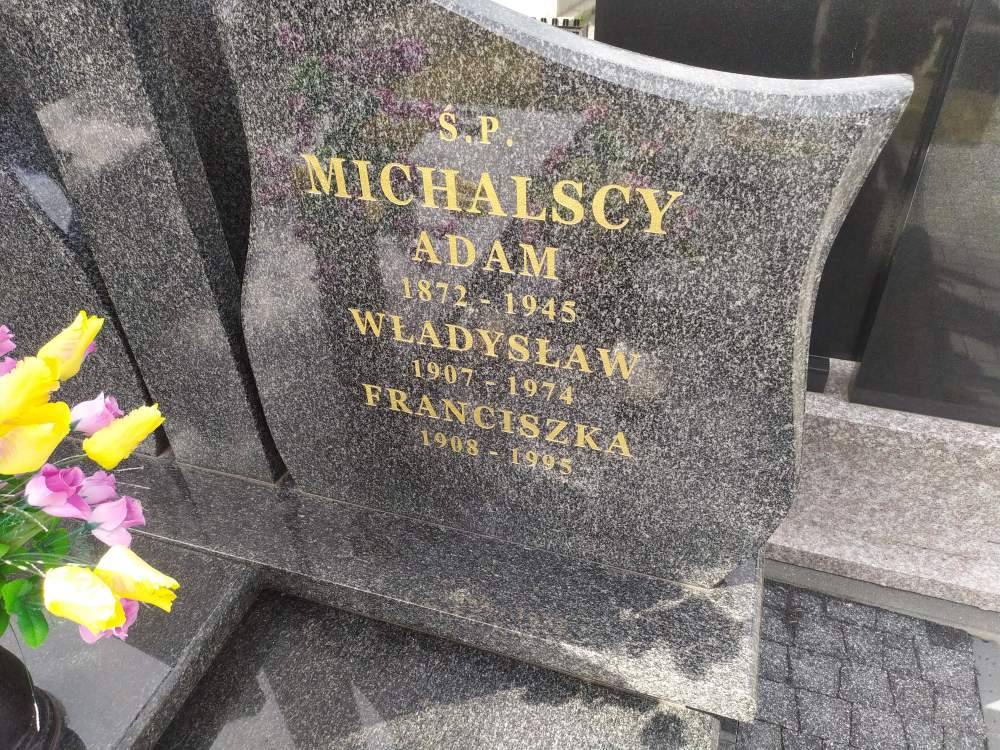 Ś.P.
MICHALSCY
ADAM
1872 - 1945
WŁADYSŁAW
1907 - 1974
FRANCISZKA
1908 - 1995